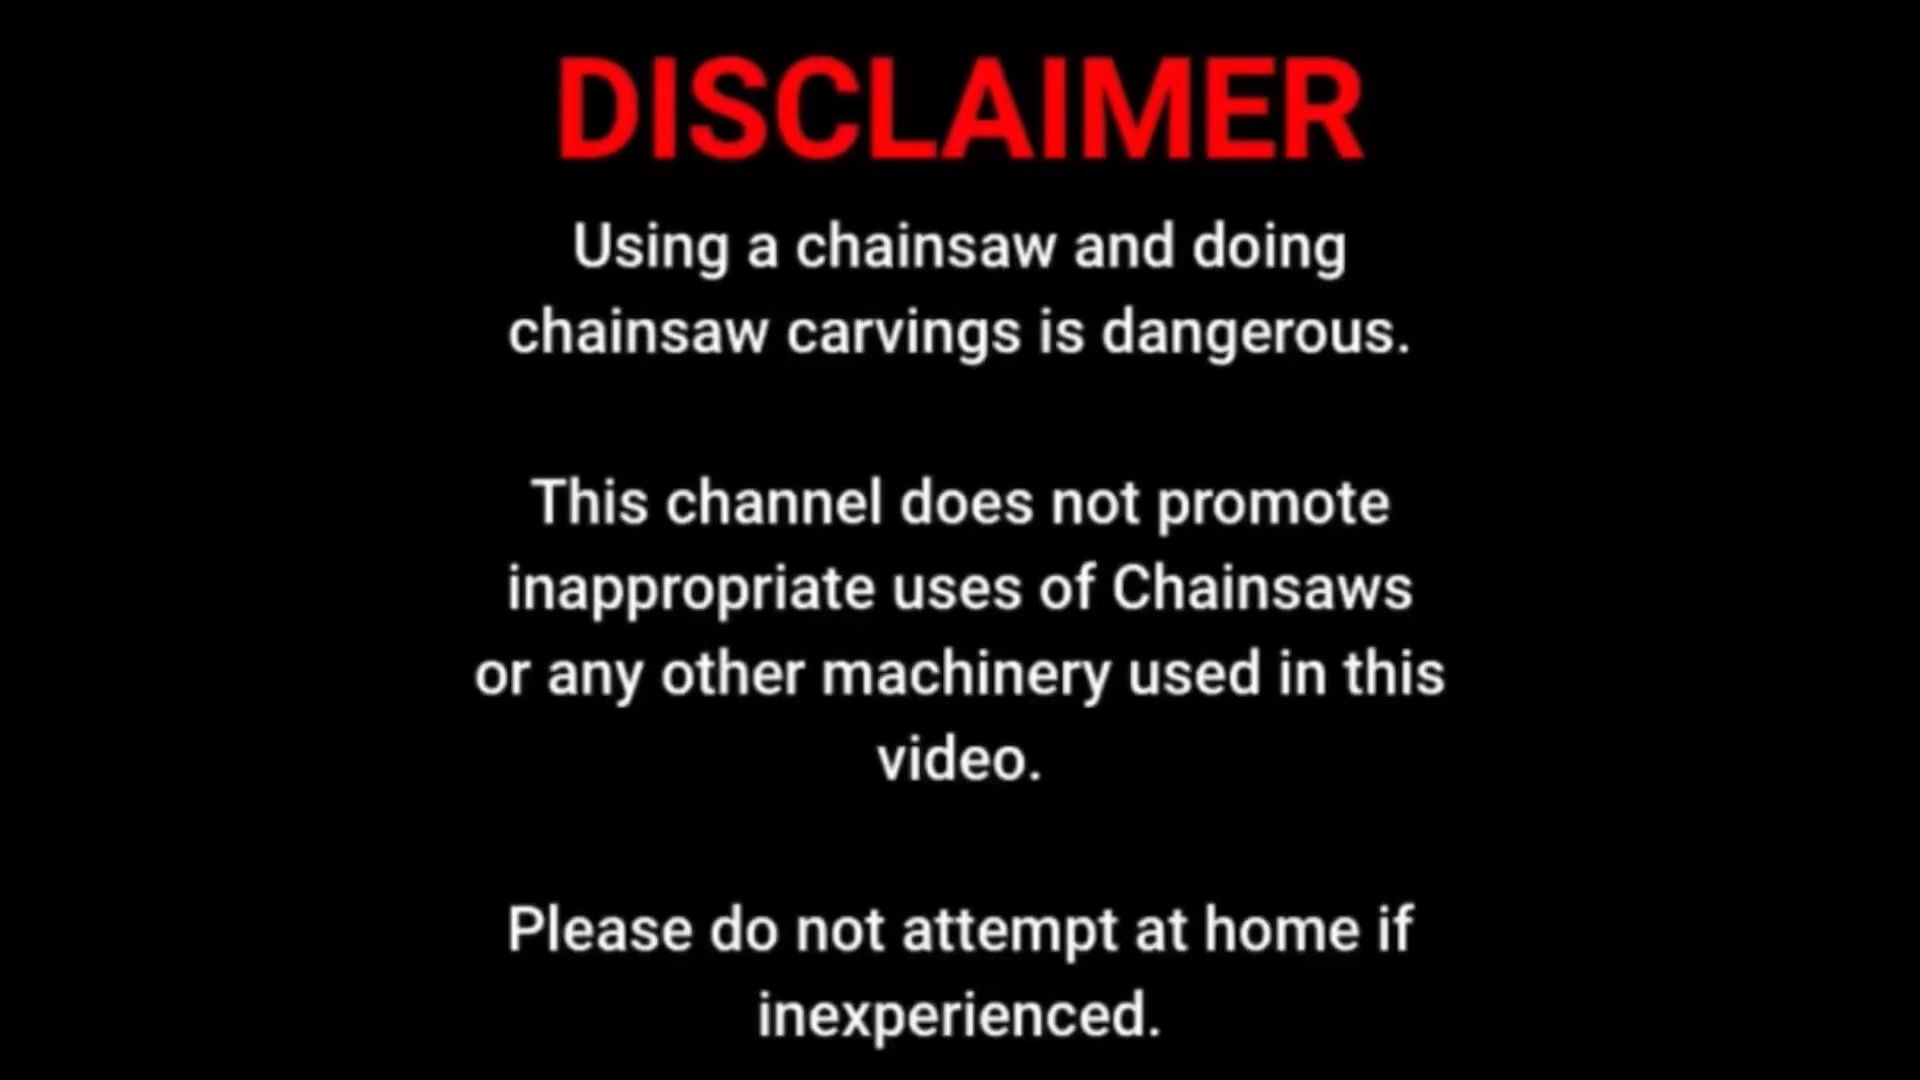 DISCLAIMER
Using a chainsaw and doing
chainsaw carvings is dangerous.
This channel does not promote
inappropriate uses of Chainsaws
or any other machinery used in this
video.
Please do not attempt at home if
inexperienced.